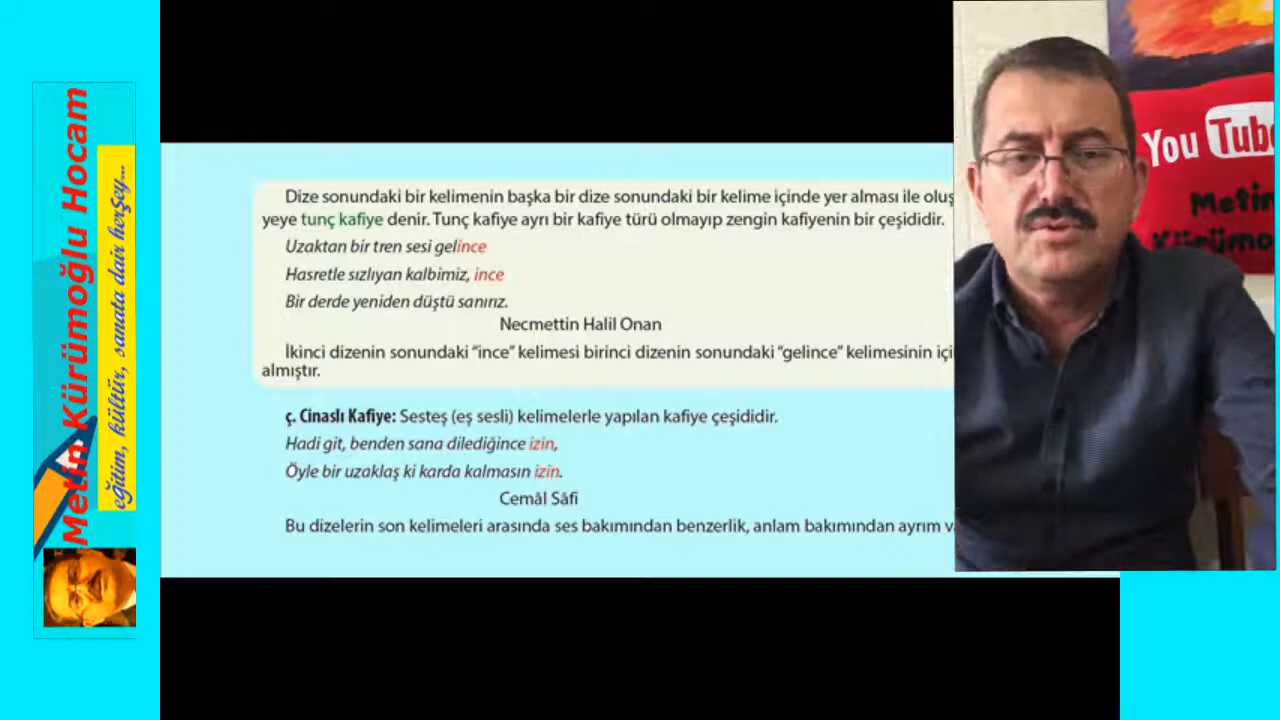 Metin Kürümoğlu Hocam
eğitim, kültür, sanata dair herşey...
Dize sonundaki bir kelimenin başka bir dize sonundaki bir kelime içinde yer alması ile oluş
yeye tunç kafiye denir. Tunç kafiye ayrı bir kafiye türü olmayıp zengin kafiyenin bir çeşididir.
Uzaktan bir tren sesi gelince
Hasretle sızlıyan kalbimiz, ince
Bir derde yeniden düştü sanırız.
Necmettin Halil Onan
İkinci dizenin sonundaki “ince” kelimesi birinci dizenin sonundaki “gelince” kelimesinin içi
almıştır.
ç. Cinaslı Kafiye: Sesteş (eş sesli) kelimelerle yapılan kafiye çeşididir.
Hadi git, benden sana dilediğince izin,
Öyle bir uzaklaş ki karda kalmasın izin.
Cemâl Sâfi
Bu dizelerin son kelimeleri arasında ses bakımından benzerlik, anlam bakımından ayrım v
You Tube
Metin
Kürümo